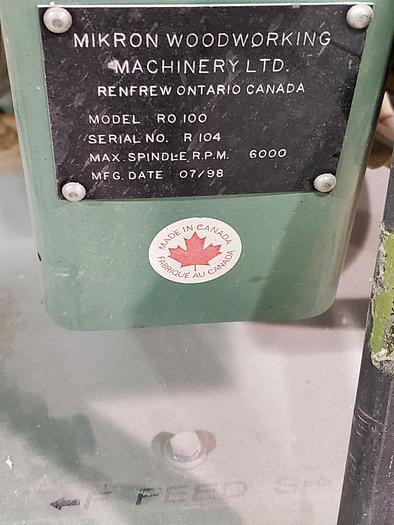 MIKRON WOODWORKING
MACHINERY LTD.
RENFREW ONTARIO CANADA
MODEL RO 100
SERIAL NO. R 104
MAX. SPINDLE R.P.M. 6000
MFG. DATE 07/98
MADE IN CANADA
FABRIQUÉ AU CANADA
FEED